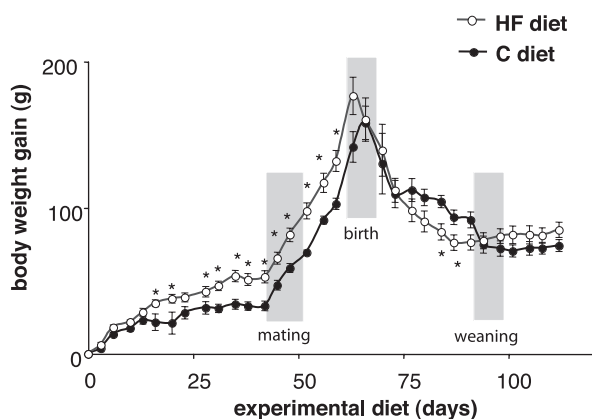 HF diet
C diet
body weight gain (g)
200
100
0
* * * * * * * * * * * *
* *
birth
mating
weaning
0 25 50 75 100
experimental diet (days)